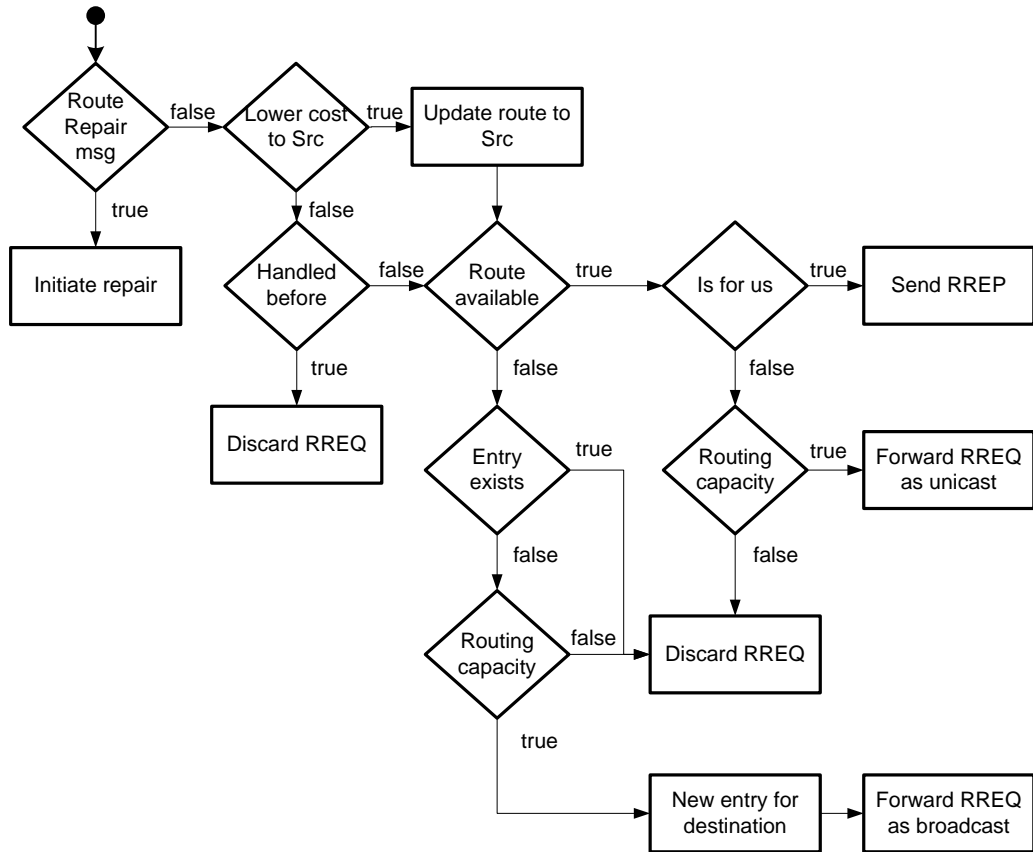 Route
Repair
msg
false
Lower cost
to Src
true
Update route to
Src
true
false
Initiate repair
Handled
before
false
Route
available
true
Is for us
true
Send RREP
true
false
false
Discard RREQ
Entry
exists
true
Routing
capacity
true
Forward RREQ
as unicast
false
false
Routing
capacity
false
Discard RREQ
true
New entry for
destination
Forward RREQ
as broadcast